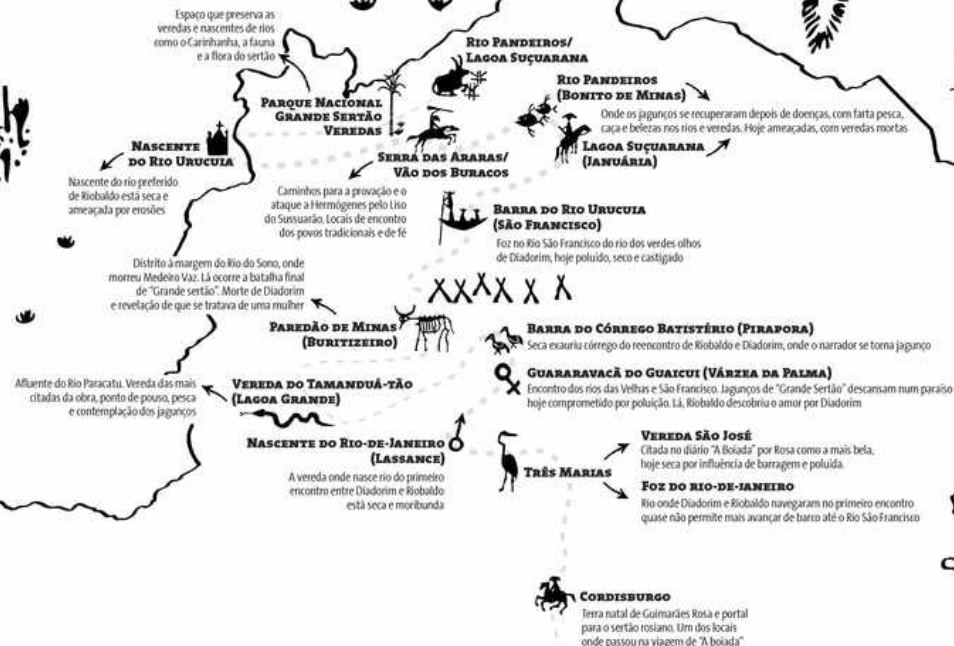 Espaço que preserva as
veredas e nascentes de rios
como o Carinhanha, a fauna
e a flora do sertão
Rio Pandeiros/
Lagoa Suçuarana
Parque Nacional
Grande Sertão
Veredas
Rio Pandeiros
(Bonito de Minas)
Onde os jagunços se recuperaram depois de doenças, com farta pesca,
caça e belezas nos rios e veredas. Hoje ameaçadas, com veredas mortas
Lagoa Suçuarana
(Januária)
Nascente
do Rio Urucuia
Nascente do rio preferido
de Riobaldo está seca e
ameaçada por erosões
Serra das Araras/
Vão dos Buracos
Caminhos para a provação e o
ataque a Hermógenes pelo Liso
do Sussuarão. Locais de encontro
dos povos tradicionais e de fé
Barra do Rio Urucuia
(São Francisco)
Foz no Rio São Francisco do rio dos verdes olhos
de Diadorim, hoje poluído, seco e castigado
Distrito à margem do Rio do Sono, onde
morreu Medeiro Vaz. Lá ocorre a batalha final
de “Grande sertão”. Morte de Diadorim
e revelação de que se tratava de uma mulher
Paredão de Minas
(Buritizeiro)
Barra do Córrego Batistério (Pirapora)
Seca exauriu córrego do reencontro de Riobaldo e Diadorim, onde o narrador se torna jagunço
Guararavacã do Guaicui (Várzea da Palma)
Encontro dos rios das Velhas e São Francisco. Jagunços de “Grande Sertão” descansam num paraíso
hoje comprometido por poluição. Lá, Riobaldo descobriu o amor por Diadorim
Afluente do Rio Paracatu. Vereda das mais
citadas da obra, ponto de pouso, pesca
e contemplação dos jagunços
Vereda do Tamanduá-tão
(Lagoa Grande)
Nascente do Rio-de-Janeiro
(Lassance)
A vereda onde nasce rio do primeiro
encontro entre Diadorim e Riobaldo
está seca e moribunda
Três Marias
Vereda São José
Citada no diário “A Boiada” por Rosa como a mais bela,
hoje seca por influência de barragem e poluída.
Foz do rio-de-janeiro
Rio onde Diadorim e Riobaldo navegaram no primeiro encontro
quase não permite mais avançar de barco até o Rio São Francisco
Cordisburgo
Terra natal de Guimarães Rosa e portal
para o sertão rosiano. Um dos locais
onde passou na viagem de “A boiada”